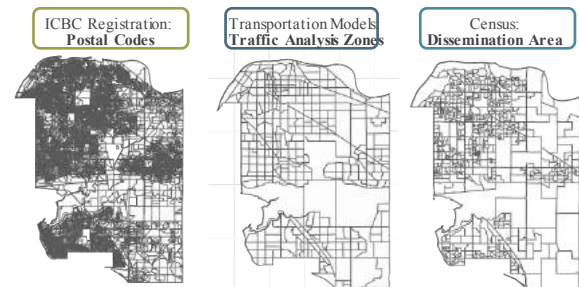 ICBC Registration:
Postal Codes
Transportation Models
Traffic Analysis Zones
Census:
Dissemination Area